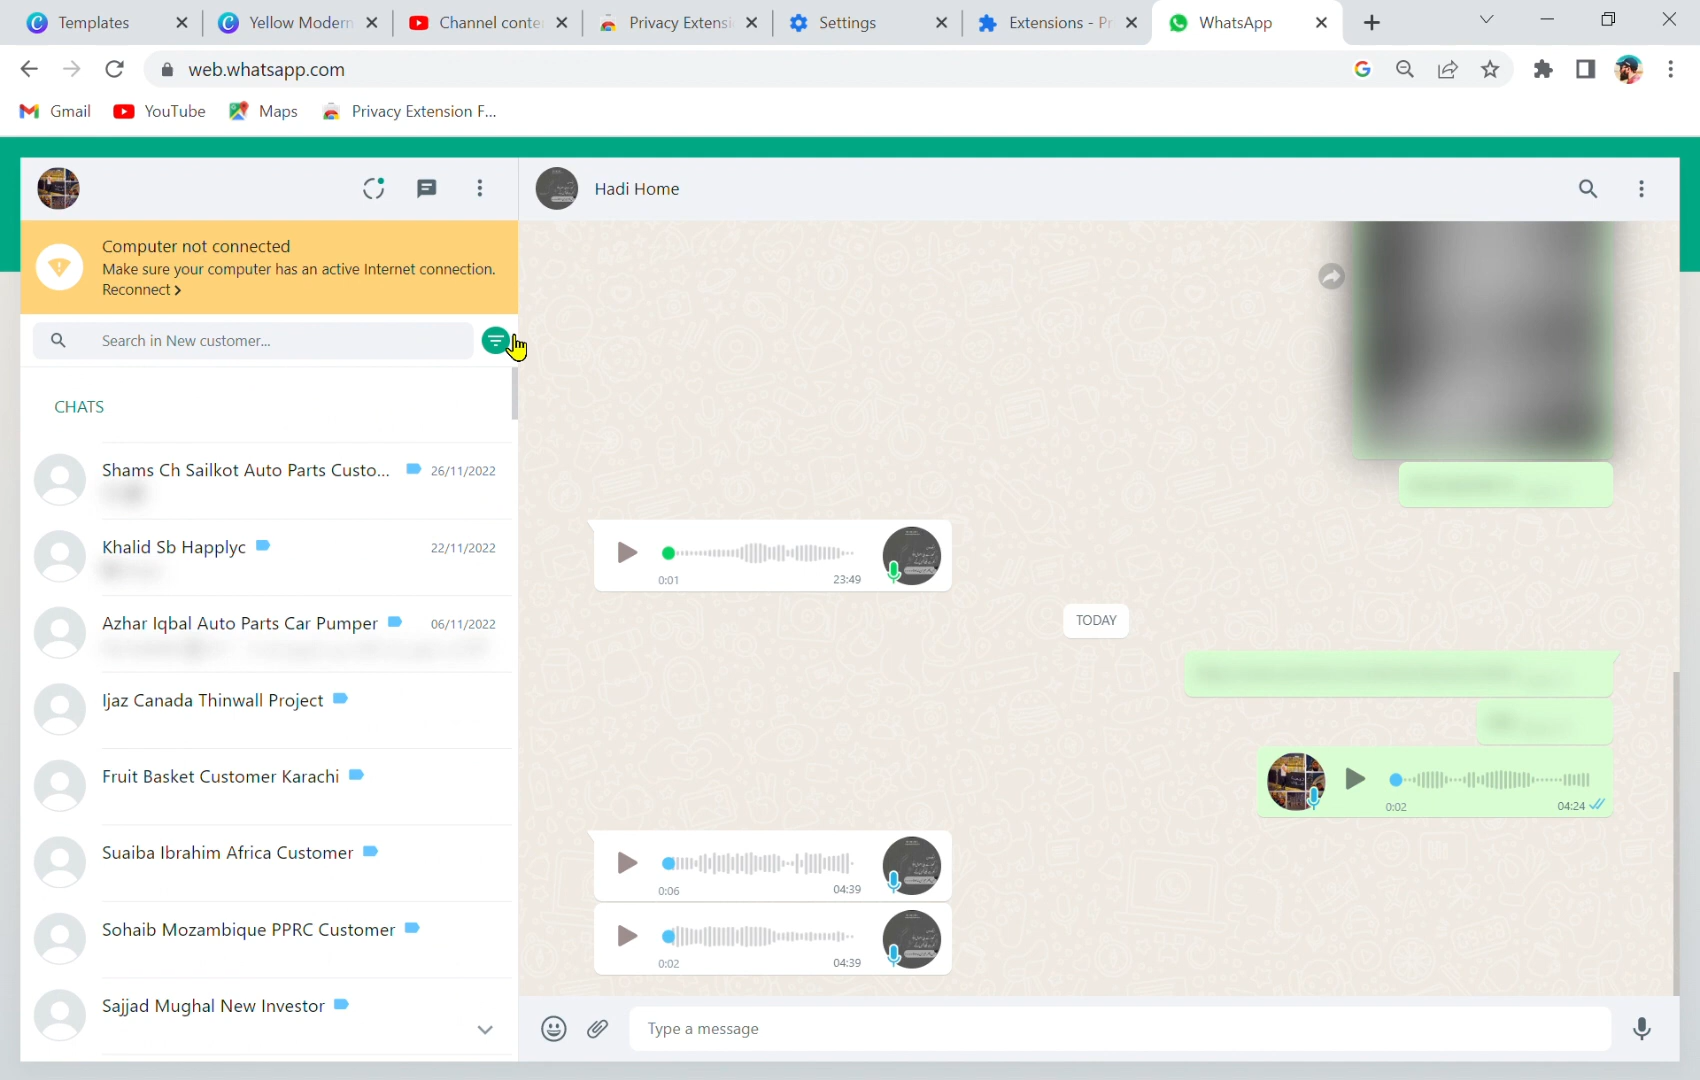 Templates
Yellow Modern
Channel conte
Privacy Extensi
Settings
Extensions - Pr
WhatsApp
web.whatsapp.com
Gmail
YouTube
Maps
Privacy Extension F...
Hadi Home
Computer not connected
Make sure your computer has an active Internet connection.
Reconnect >
Search in New customer...
CHATS
Shams Ch Sailkot Auto Parts Custo... 26/11/2022
Khalid Sb Happlyc 22/11/2022
Azhar Iqbal Auto Parts Car Pumper 06/11/2022
Ijaz Canada Thinwall Project
Fruit Basket Customer Karachi
Suaiba Ibrahim Africa Customer
Sohaib Mozambique PPRC Customer
Sajjad Mughal New Investor
0:01 23:49
TODAY
0:02 04:24
0:06 04:39
0:02 04:39
Type a message